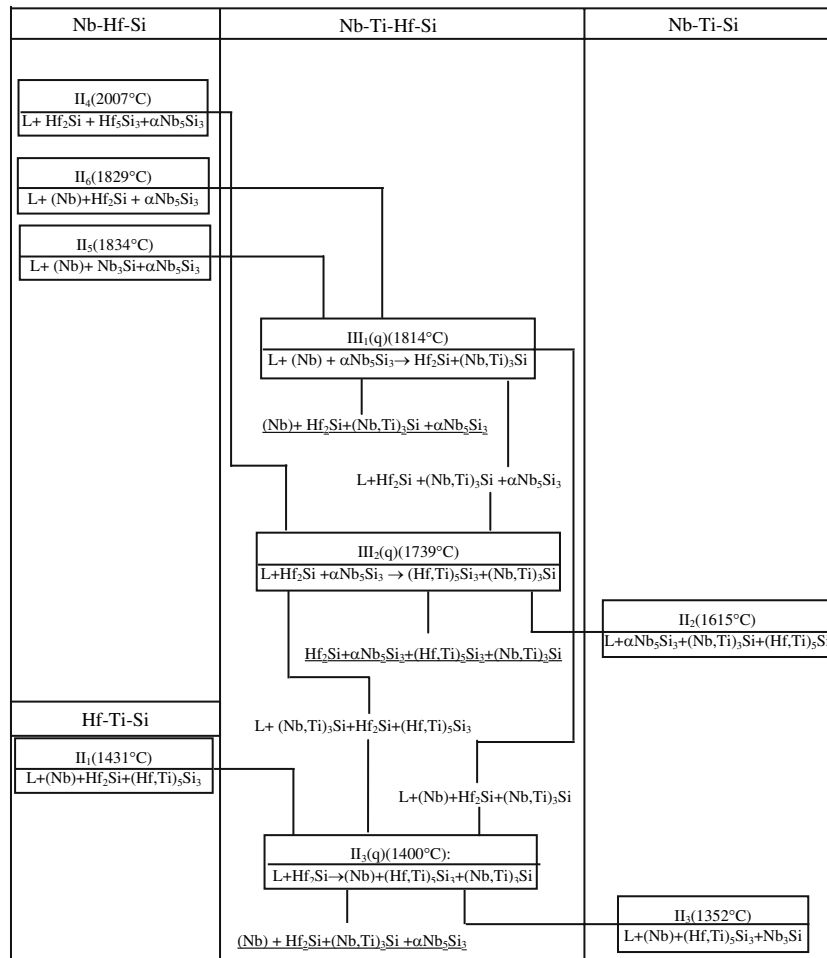 Nb-Hf-Si
Nb-Ti-Hf-Si
Nb-Ti-Si
II₄(2007°C)
L+ Hf₂Si + Hf₅Si₃+αNb₅Si₃
II₆(1829°C)
L+ (Nb)+Hf₂Si + αNb₅Si₃
II₅(1834°C)
L+ (Nb)+ Nb₃Si+αNb₅Si₃
III₁(q)(1814°C)
L+ (Nb) + αNb₅Si₃→ Hf₂Si+(Nb,Ti)₃Si
(Nb)+ Hf₂Si+(Nb,Ti)₃Si +αNb₅Si₃
L+Hf₂Si +(Nb,Ti)₃Si +αNb₅Si₃
III₂(q)(1739°C)
L+Hf₂Si +αNb₅Si₃ → (Hf,Ti)₅Si₃+(Nb,Ti)₃Si
II₂(1615°C)
L+αNb₅Si₃+(Nb,Ti)₃Si+(Hf,Ti)₅Si
Hf₂Si+αNb₅Si₃+(Hf,Ti)₅Si₃+(Nb,Ti)₃Si
Hf-Ti-Si
L+ (Nb,Ti)₃Si+Hf₂Si+(Hf,Ti)₅Si₃
II₁(1431°C)
L+(Nb)+Hf₂Si+(Hf,Ti)₅Si₃
L+(Nb)+Hf₂Si+(Nb,Ti)₃Si
II₃(q)(1400°C):
L+Hf₂Si→(Nb)+(Hf,Ti)₅Si₃+(Nb,Ti)₃Si
II₃(1352°C)
L+(Nb)+(Hf,Ti)₅Si₃+Nb₃Si
(Nb) + Hf₂Si+(Nb,Ti)₃Si +αNb₅Si₃